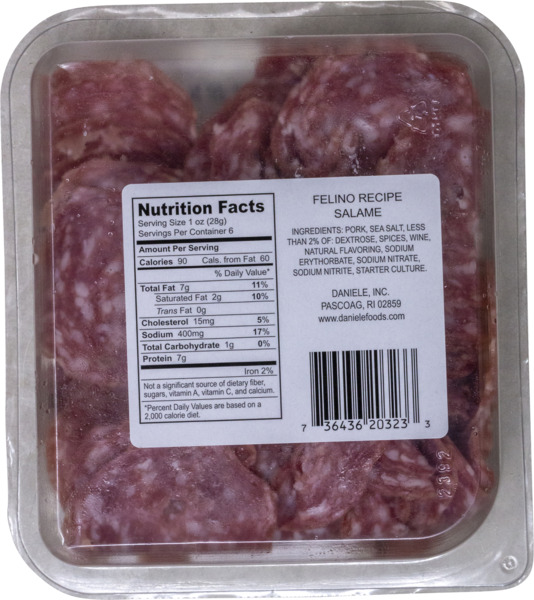 Nutrition Facts
Serving Size 1 oz (28g)
Servings Per Container 6
Amount Per Serving
Calories 90 Cals. from Fat 60
% Daily Value*
Total Fat 7g 11%
Saturated Fat 2g 10%
Trans Fat 0g
Cholesterol 15mg 5%
Sodium 400mg 17%
Total Carbohydrate 1g 0%
Protein 7g
Iron 2%
Not a significant source of dietary fiber,
sugars, vitamin A, vitamin C, and calcium.
*Percent Daily Values are based on a
2,000 calorie diet.
FELINO RECIPE
SALAME
INGREDIENTS: PORK, SEA SALT, LESS
THAN 2% OF: DEXTROSE, SPICES, WINE,
NATURAL FLAVORING, SODIUM
ERYTHORBATE, SODIUM NITRATE,
SODIUM NITRITE, STARTER CULTURE.
DANIELE, INC.
PASCOAG, RI 02859
www.danielefoods.com
7 36436 20323 3